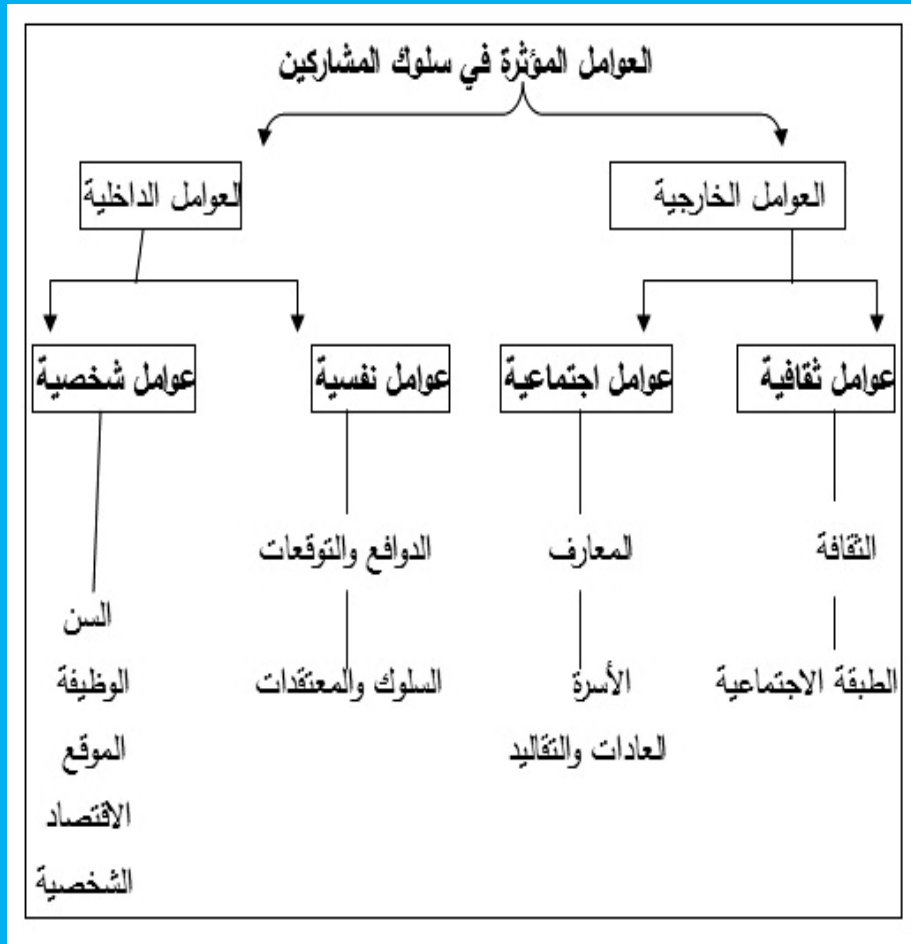 العوامل المؤثرة في سلوك المشاركين
العوامل الخارجية
العوامل الداخلية
عوامل ثقافية
عوامل اجتماعية
عوامل نفسية
عوامل شخصية
الثقافة
المعارف
الدوافع والتوقعات
السن
الطبقة الاجتماعية
الأسرة
السلوك والمعتقدات
الوظيفة
العادات والتقاليد
الموقع
الاقتصاد
الشخصية